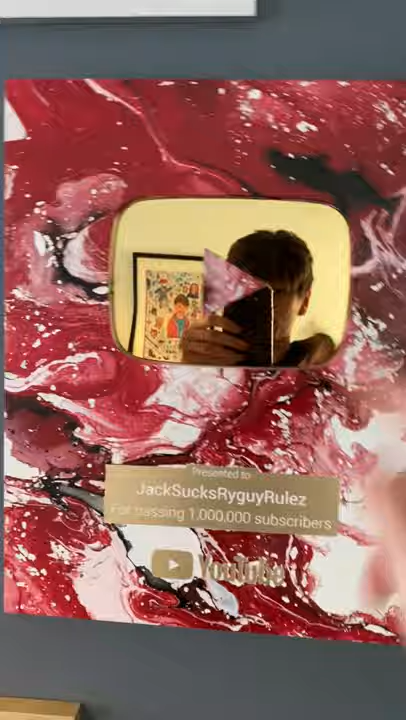 Presented to
JackSucksRyguyRulez
For passing 1,000,000 subscribers
YouTube